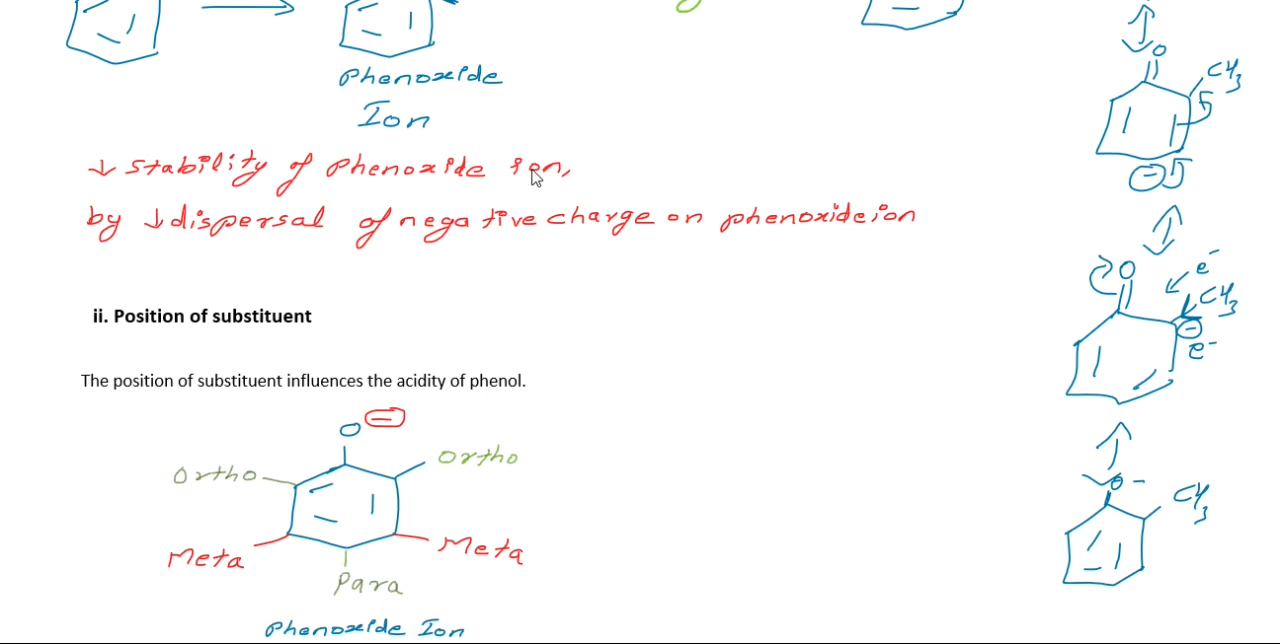 Phenoxide
Ion
↓ stability of phenoxide ion,
by ↓ dispersal of negative charge on phenoxide ion
ii. Position of substituent
The position of substituent influences the acidity of phenol.
O −
Ortho
Ortho
Meta
Meta
Para
Phenoxide Ion
O
CH3
−
O
e−
CH3
−
e−
O −
CH3